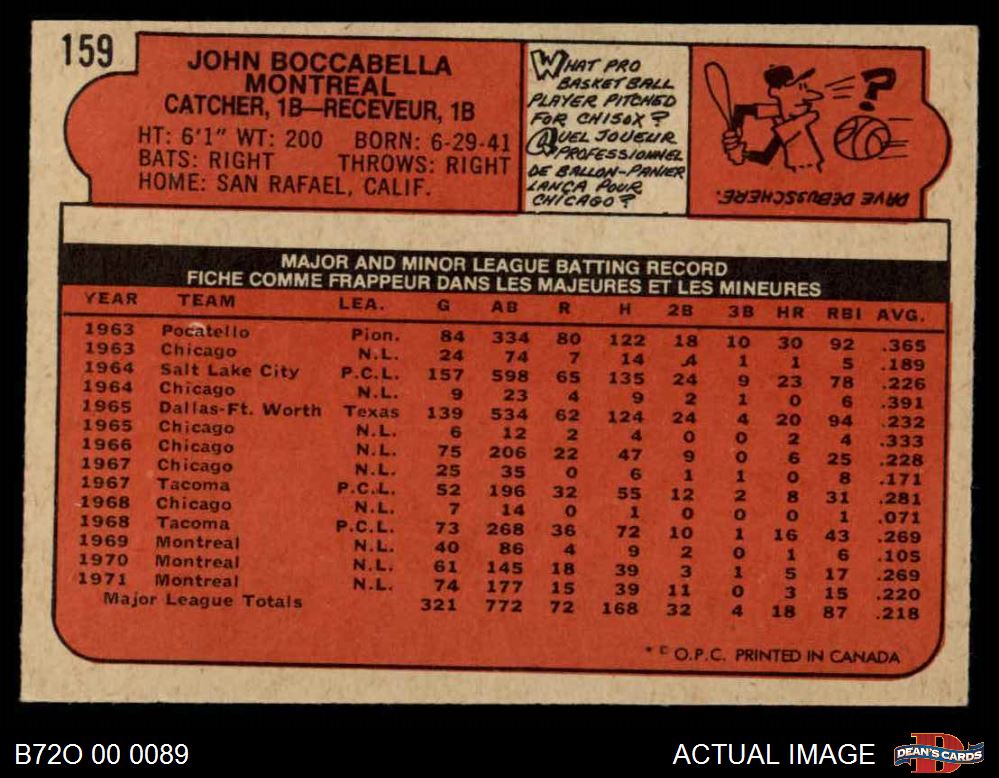 159
JOHN BOCCABELLA
MONTREAL
CATCHER, 1B—RECEVEUR, 1B
HT: 6'1" WT: 200 BORN: 6-29-41
BATS: RIGHT THROWS: RIGHT
HOME: SAN RAFAEL, CALIF.
WHAT PRO
BASKETBALL
PLAYER PITCHED
FOR CHISOX?
QUEL JOUEUR
PROFESSIONNEL
DE BALLON-PANIER
LANÇA POUR
CHICAGO?
?
DAVE DEBUSSCHERE.
MAJOR AND MINOR LEAGUE BATTING RECORD
FICHE COMME FRAPPEUR DANS LES MAJEURES ET LES MINEURES
YEAR TEAM LEA. G AB R H 2B 3B HR RBI AVG.
1963 Pocatello Pion. 84 334 80 122 18 10 30 92 .365
1963 Chicago N.L. 24 74 7 14 4 1 1 5 .189
1964 Salt Lake City P.C.L. 157 598 65 135 24 9 23 78 .226
1964 Chicago N.L. 9 23 4 9 2 1 0 6 .391
1965 Dallas-Ft. Worth Texas 139 534 62 124 24 4 20 94 .232
1965 Chicago N.L. 6 12 2 4 0 0 2 4 .333
1966 Chicago N.L. 75 206 22 47 9 0 6 25 .228
1967 Chicago N.L. 25 35 0 6 1 1 0 8 .171
1967 Tacoma P.C.L. 52 196 32 55 12 2 8 31 .281
1968 Chicago N.L. 7 14 0 1 0 0 0 1 .071
1968 Tacoma P.C.L. 73 268 36 72 10 1 16 43 .269
1969 Montreal N.L. 40 86 4 9 2 0 1 6 .105
1970 Montreal N.L. 61 145 18 39 3 1 5 17 .269
1971 Montreal N.L. 74 177 15 39 11 0 3 15 .220
Major League Totals 321 772 72 168 32 4 18 87 .218
* © O.P.C. PRINTED IN CANADA
B72O 00 0089
ACTUAL IMAGE
DEAN'S CARDS